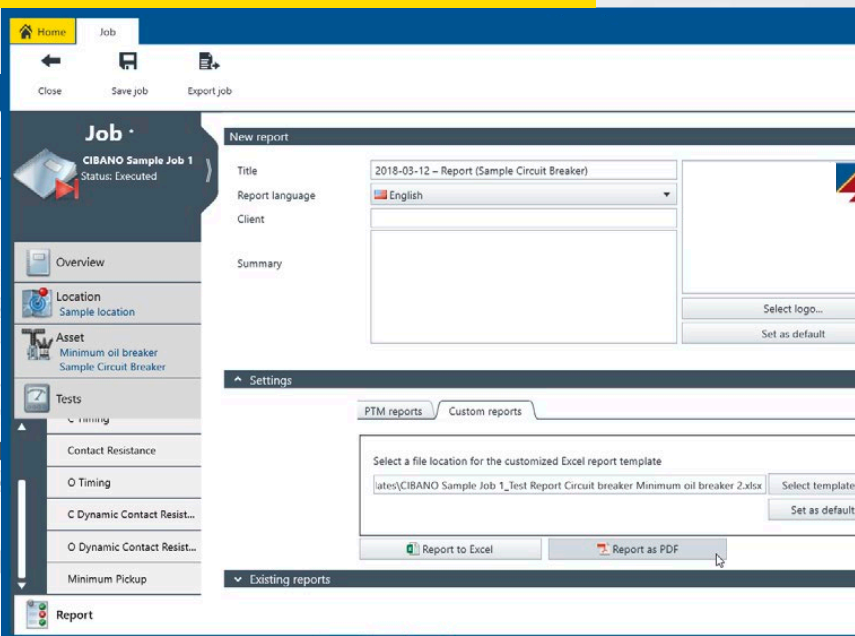 Home
Job
Close
Save job
Export job
Job
CIBANO Sample Job 1
Status: Executed
Overview
Location
Sample location
Asset
Minimum oil breaker
Sample Circuit Breaker
Tests
C Timing
Contact Resistance
O Timing
C Dynamic Contact Resist...
O Dynamic Contact Resist...
Minimum Pickup
Report
New report
Title
2018-03-12 – Report (Sample Circuit Breaker)
Report language
English
Client
Summary
Select logo...
Set as default
Settings
PTM reports
Custom reports
Select a file location for the customized Excel report template
iates\CIBANO Sample Job 1_Test Report Circuit breaker Minimum oil breaker 2.xlsx
Select template
Set as default
Report to Excel
Report as PDF
Existing reports